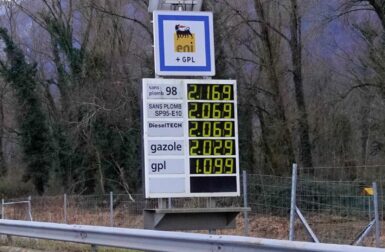 eni
+ GPL
sans plomb 98 2.169
SANS PLOMB
SP95-E10 2.069
DieselTECH 2.069
gazole 2.029
gpl 1.099